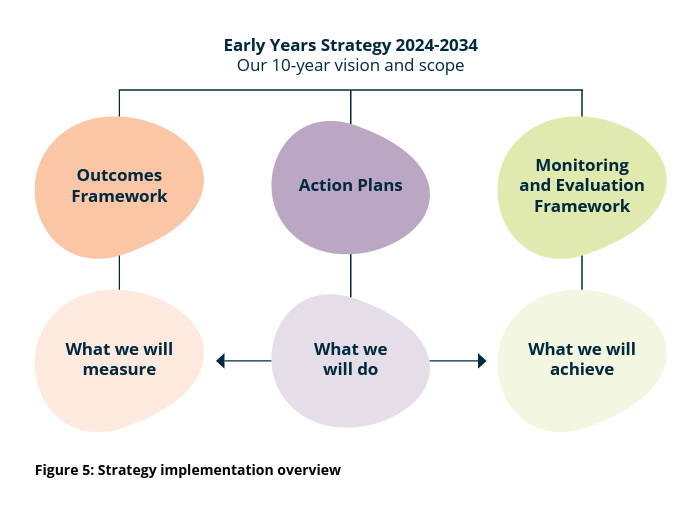 Early Years Strategy 2024-2034
Our 10-year vision and scope
Outcomes
Framework
Action Plans
Monitoring
and Evaluation
Framework
What we will
measure
What we
will do
What we will
achieve
Figure 5: Strategy implementation overview